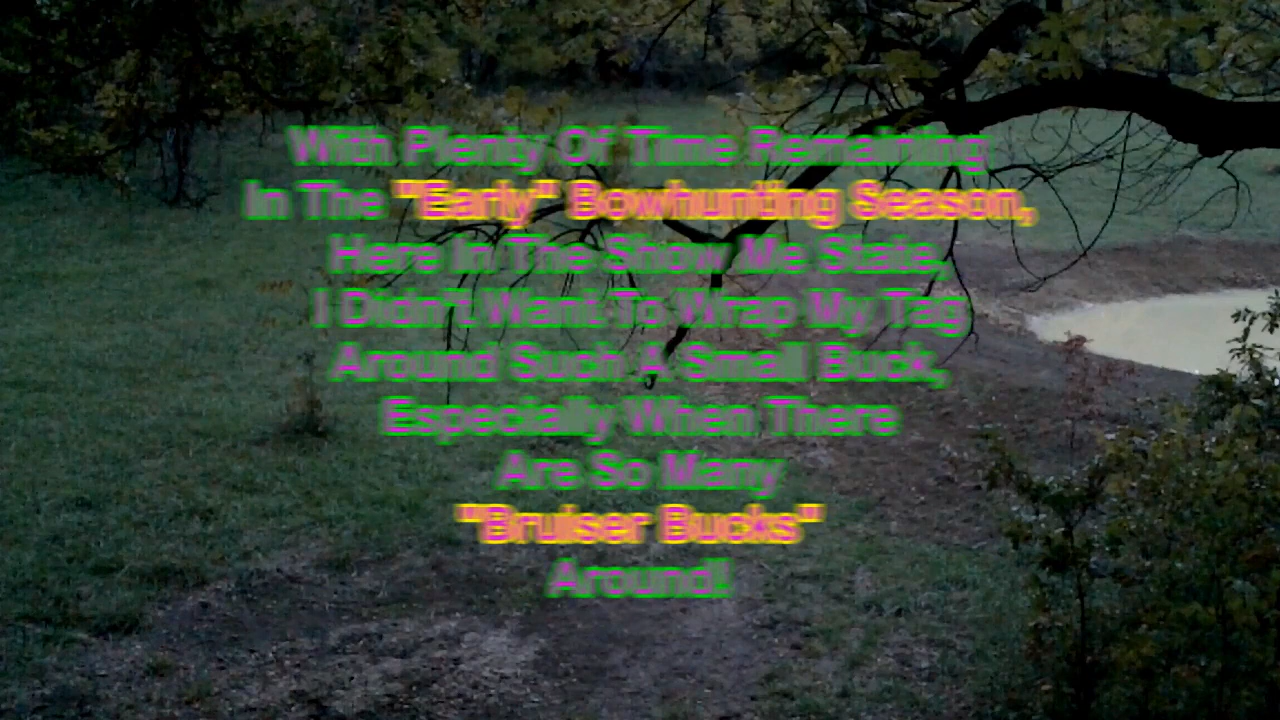 With Plenty Of Time Remaining
In The "Early" Bowhunting Season,
Here In The Show Me State,
I Didn't Want To Wrap My Tag
Around Such A Small Buck,
Especially When There
Are So Many
"Bruiser Bucks"
Around!